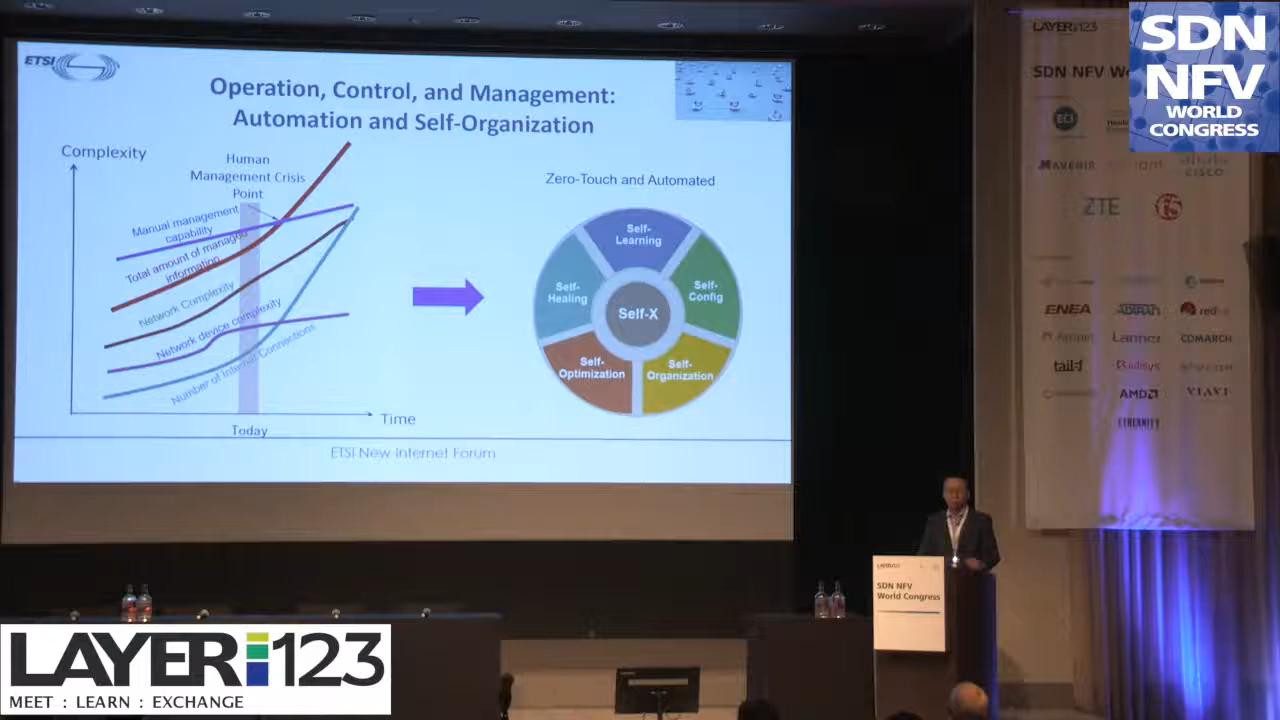 ETSI
Operation, Control, and Management:
Automation and Self-Organization
Complexity
Human
Management Crisis
Point
Manual management
capability
Total amount of managed
information
Network Complexity
Network device complexity
Number of Internet Connections
Time
Today
Zero-Touch and Automated
Self-
Learning
Self-
Config
Self-
Organization
Self-
Optimization
Self-
Healing
Self-X
ETSI New-Internet Forum
LAYER123
SDN NFV
SDN
NFV
WORLD
CONGRESS
ECI
MAVENIR
CISCO
ZTE
ENEA
ADTRAN
Lanner
COMARCH
tail-f
Radisys
AMD
VIAVI
ETHERNITY
SDN NFV
World Congress
LAYER123
MEET : LEARN : EXCHANGE